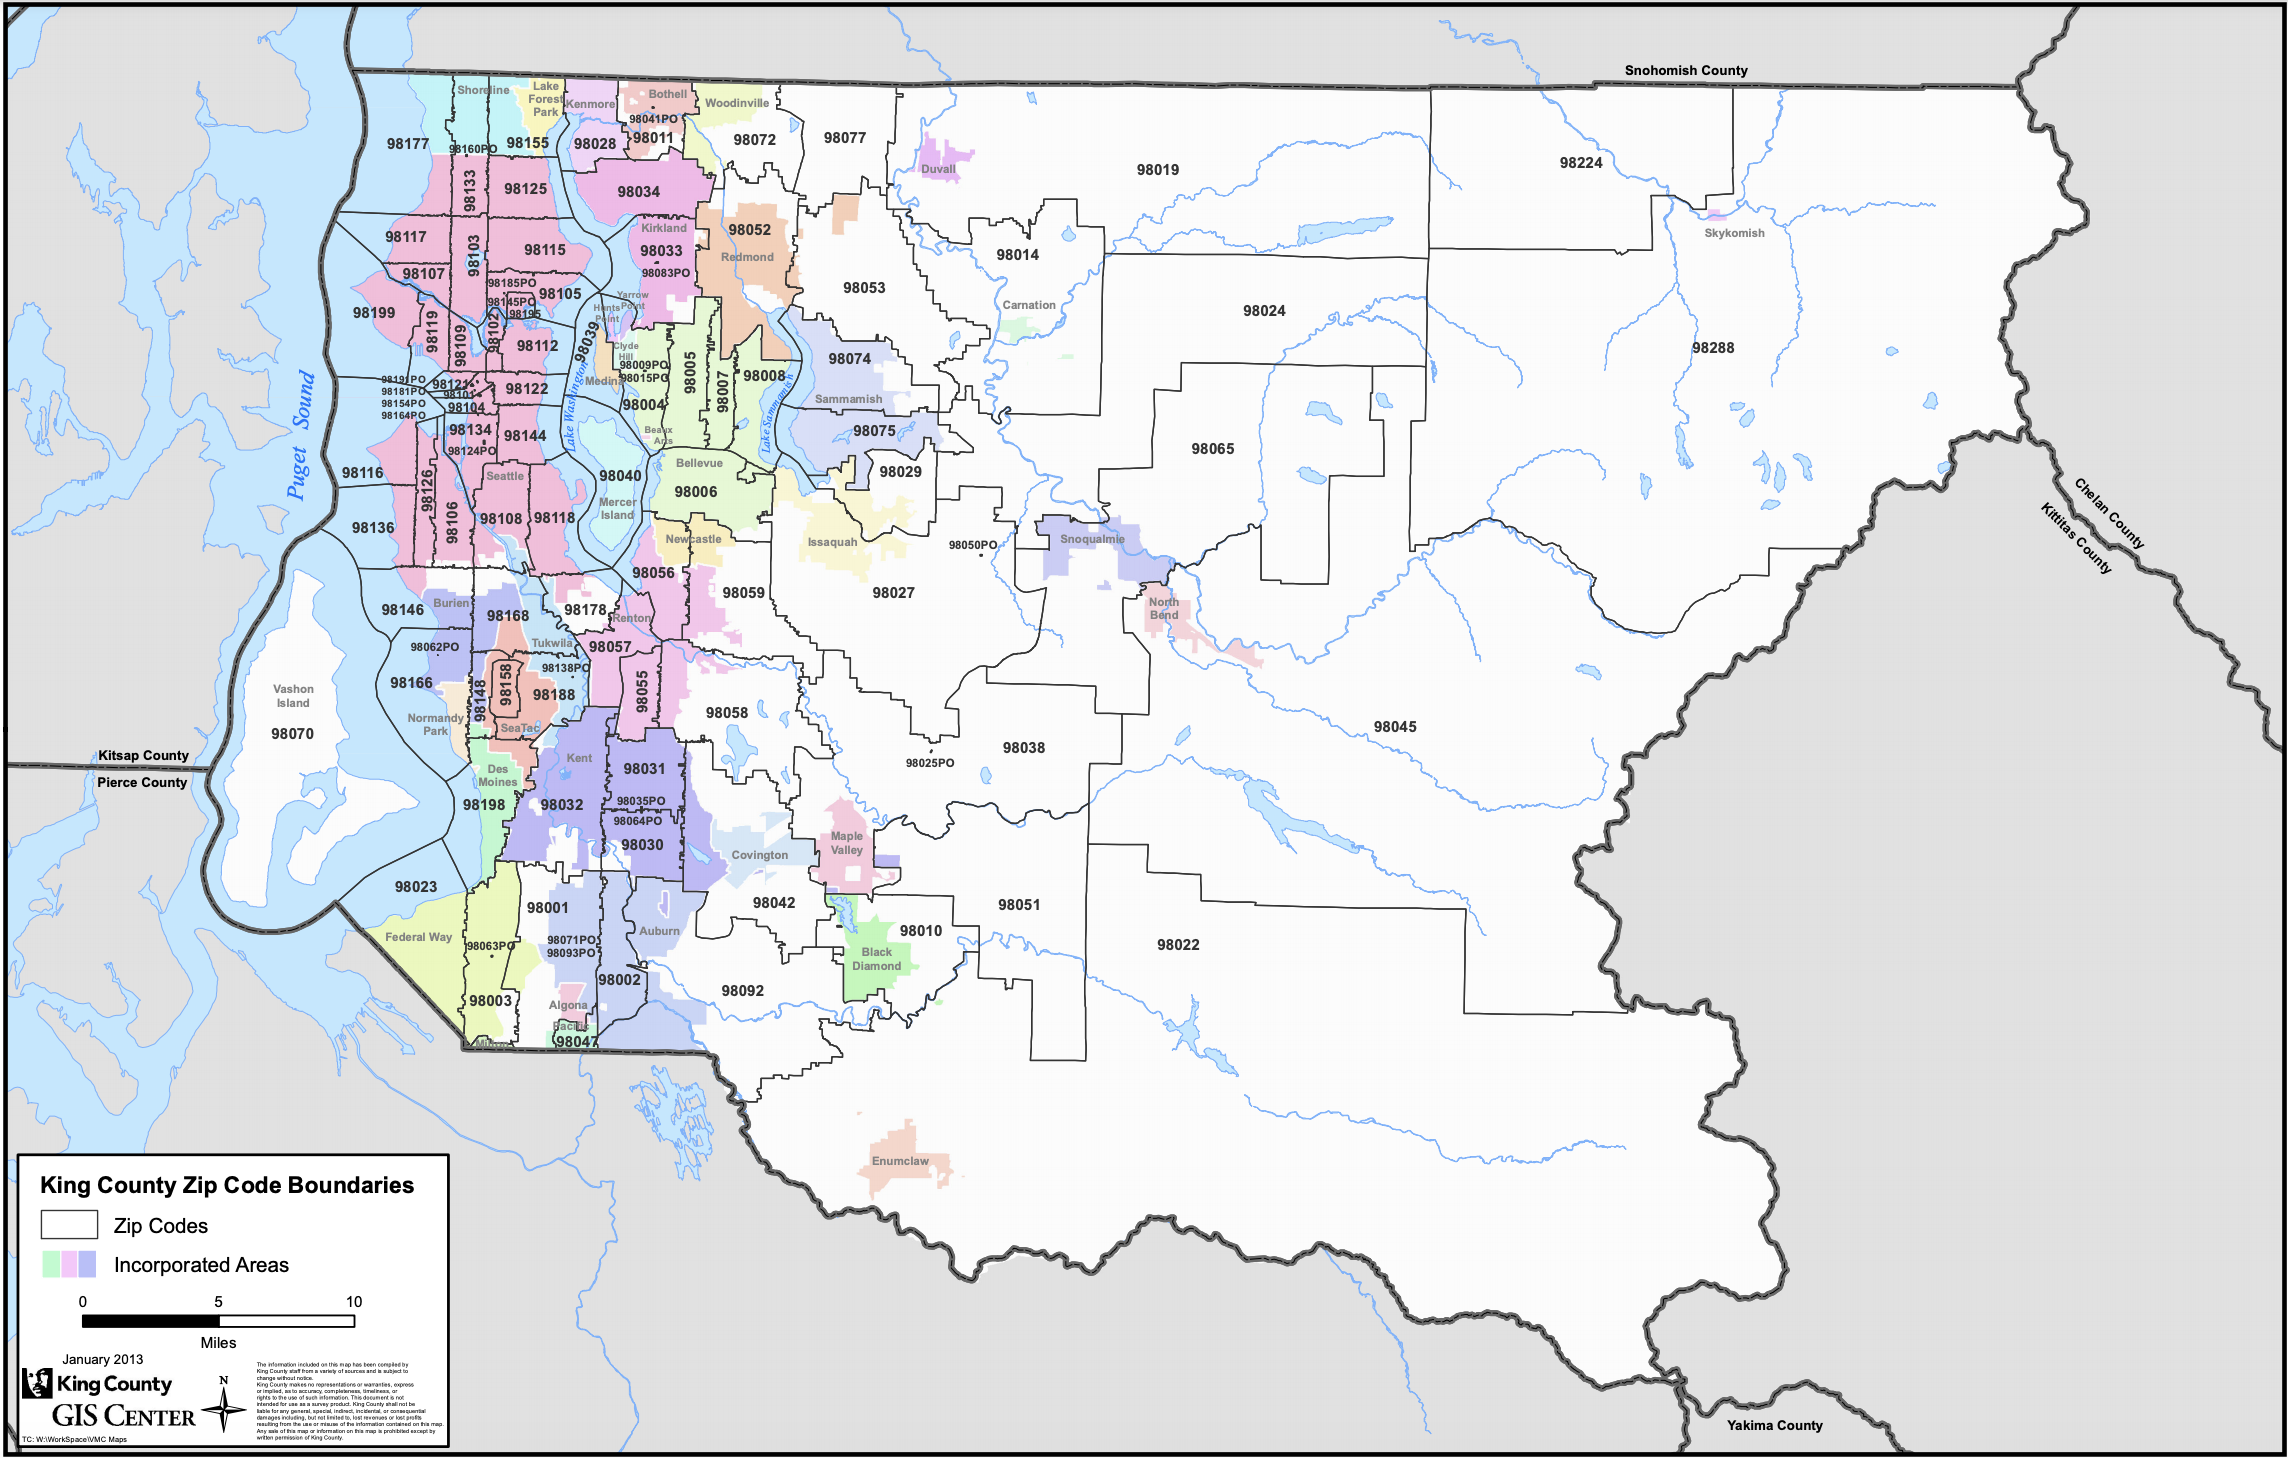 Snohomish County
Shoreline
Lake
Forest
Park
Kenmore
Bothell
98041PO
Woodinville
98177
98160PO
98155
98028
98011
98072
98077
98019
Duvall
98224
98133
98125
98034
98117
98103
98115
Kirkland
98033
98083PO
98052
Redmond
98014
Skykomish
98107
98185PO
98145PO
98105
98195
Yarrow
Point
Hunts
Point
98053
Carnation
98024
98288
98199
98119
98109
98102
98112
98039
Clyde
Hill
98009PO
98015PO
Medina
98004
98005
98007
98008
98074
Sammamish
Puget Sound
98191PO
98181PO
98154PO
98164PO
98121
98101
98104
98122
Lake Washington
Beaux
Arts
Lake Sammamish
98075
98134
98124PO
98144
98116
98126
98106
Seattle
98108
98118
98040
Mercer
Island
Bellevue
98006
98029
98065
98136
Newcastle
Issaquah
98050PO
Snoqualmie
Chelan County
Kittitas County
98056
98059
98027
North
Bend
98146
Burien
98168
98178
Renton
98062PO
Tukwila
98057
98138PO
98166
98148
98158
98188
98055
Vashon
Island
98070
Normandy
Park
SeaTac
98058
98038
98025PO
98045
Kitsap County
Pierce County
Des
Moines
Kent
98031
98198
98032
98035PO
98064PO
98030
Covington
Maple
Valley
98023
98001
98042
98051
98010
Federal Way
98063PO
98071PO
98093PO
Auburn
Black
Diamond
98022
98003
98002
98092
Algona
Pacific
98047
Milton
Enumclaw
Yakima County
King County Zip Code Boundaries
Zip Codes
Incorporated Areas
0 5 10
Miles
January 2013
King County
GIS CENTER
N
The information included on this map has been compiled by
King County staff from a variety of sources and is subject to
change without notice.
King County makes no representations or warranties, express
or implied, as to accuracy, completeness, timeliness, or
rights to the use of such information. This document is not
intended for use as a survey product. King County shall not be
liable for any general, special, indirect, incidental, or consequential
damages including, but not limited to, lost revenues or lost profits
resulting from the use or misuse of the information contained on this map.
Any sale of this map or information on this map is prohibited except by
written permission of King County.
TC: W:\WorkSpace\VMC Maps